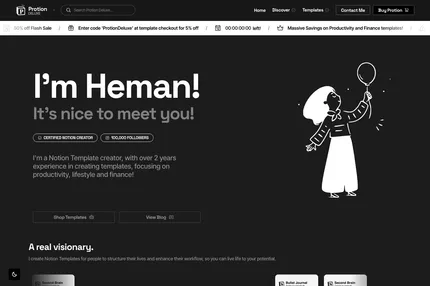 Protion
DELUXE
Search Protion Deluxe..
Home
Discover
Templates
Contact Me
Buy Protion
20% off Flash Sale
Enter code 'ProtionDeluxe' at template checkout for 5% off!
00:00:00:00 left!
Massive Savings on Productivity and Finance templates!
I'm Heman!
It's nice to meet you!
CERTIFIED NOTION CREATOR
100,000 FOLLOWERS
I'm a Notion Template creator, with over 2 years
experience in creating templates, focusing on
productivity, lifestyle and finance!
Shop Templates
View Blog
A real visionary.
I create Notion Templates for people to structure their lives and enhance their workflow, so you can live life to your potential.
Second Brain
Bullet Journal
Second Brain